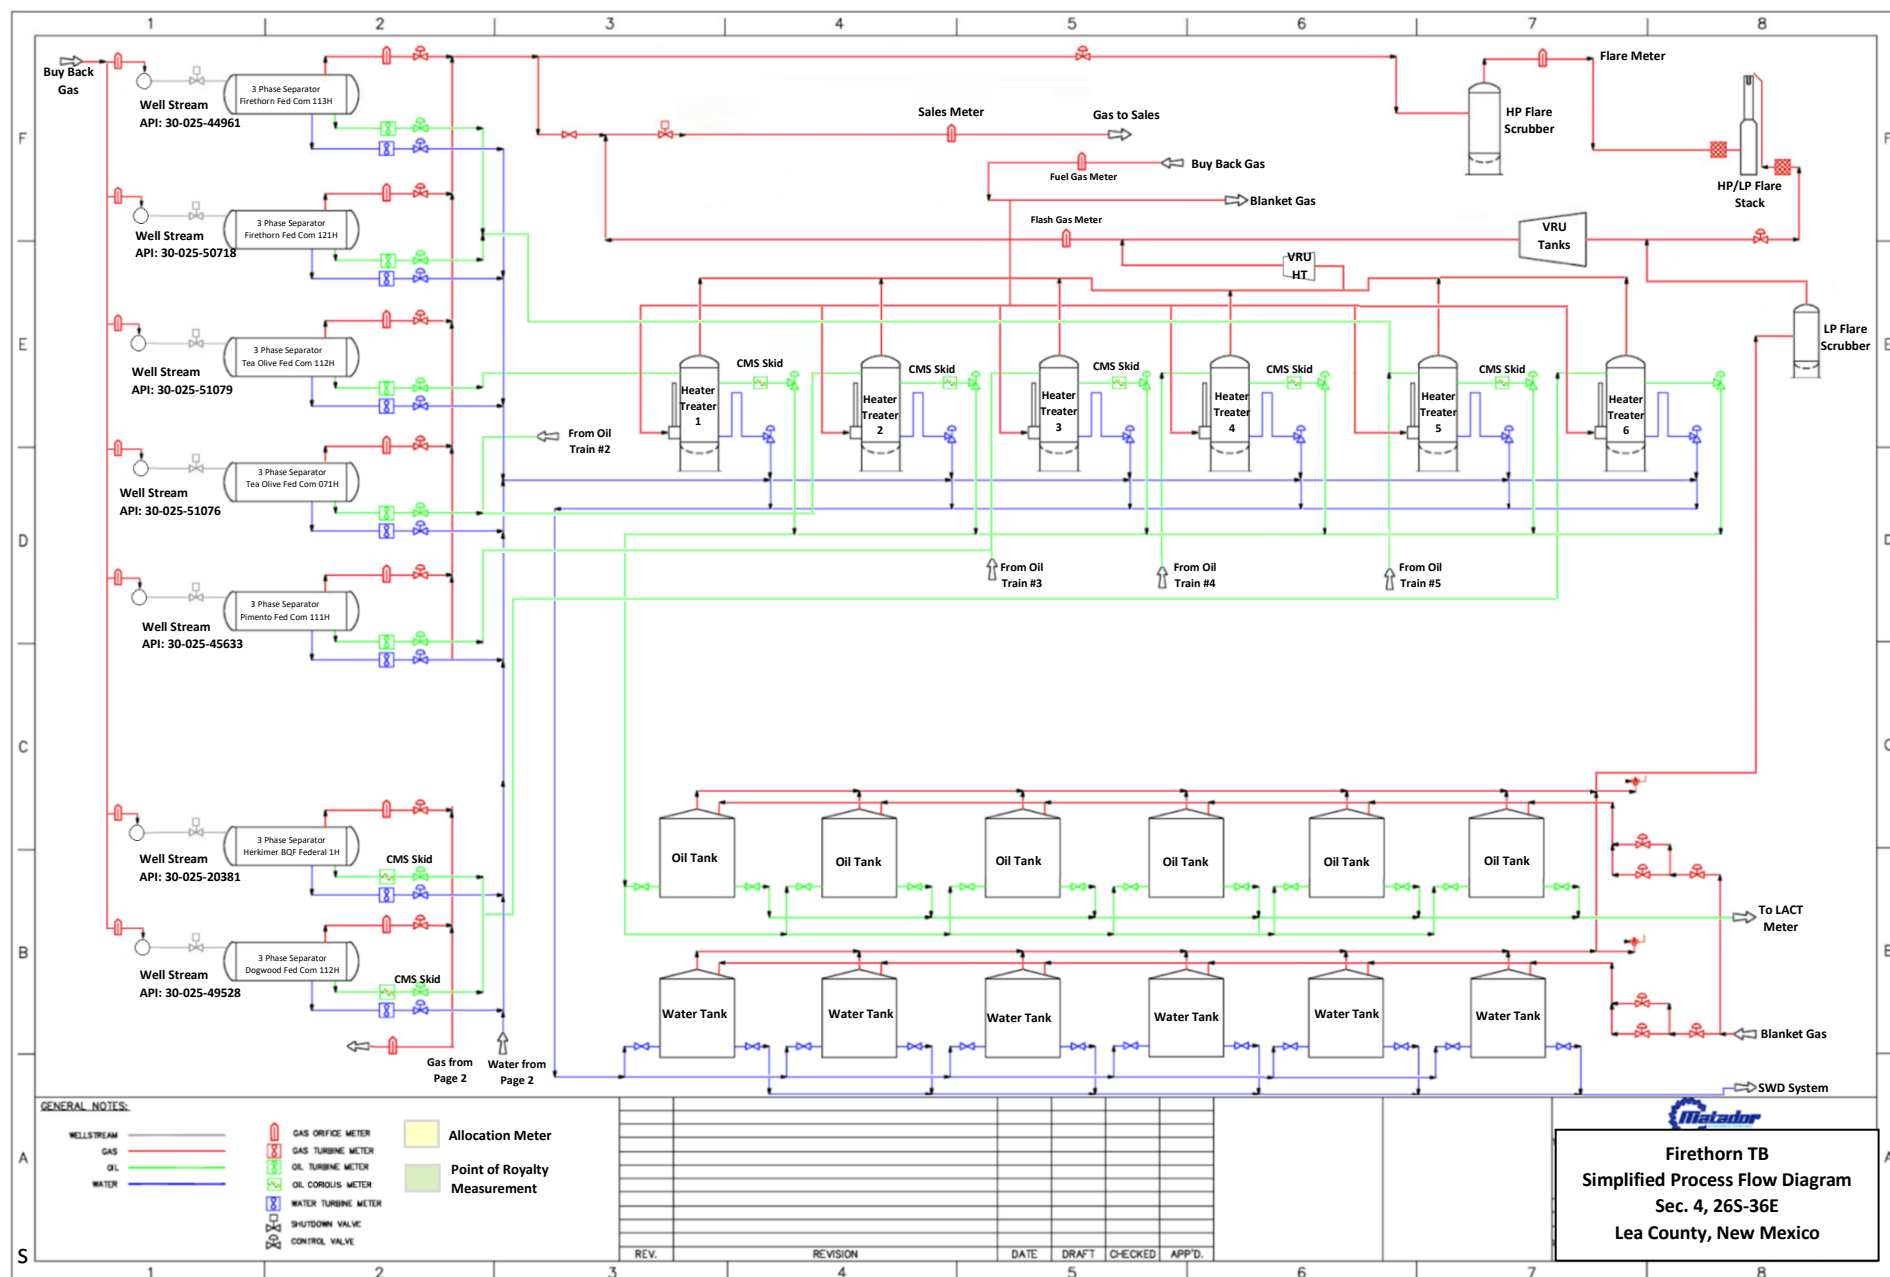 1 2 3 4 5 6 7 8
F
E
D
C
B
A
S
Buy Back
Gas
Well Stream
API: 30-025-44961
3 Phase Separator
Firethorn Fed Com 113H
Well Stream
API: 30-025-50718
3 Phase Separator
Firethorn Fed Com 121H
Well Stream
API: 30-025-51079
3 Phase Separator
Tea Olive Fed Com 112H
Well Stream
API: 30-025-51076
3 Phase Separator
Tea Olive Fed Com 071H
Well Stream
API: 30-025-45633
3 Phase Separator
Pimento Fed Com 111H
Well Stream
API: 30-025-20381
3 Phase Separator
Herkimer BQF Federal 1H
CMS Skid
Well Stream
API: 30-025-49528
3 Phase Separator
Dogwood Fed Com 112H
CMS Skid
Gas from
Page 2
Water from
Page 2
Sales Meter
Gas to Sales
Buy Back Gas
Fuel Gas Meter
Blanket Gas
Flash Gas Meter
VRU
HT
VRU
Tanks
HP Flare
Scrubber
Flare Meter
HP/LP Flare
Stack
LP Flare
Scrubber
Heater
Treater
1
CMS Skid
Heater
Treater
2
CMS Skid
Heater
Treater
3
CMS Skid
Heater
Treater
4
CMS Skid
Heater
Treater
5
CMS Skid
Heater
Treater
6
From Oil
Train #2
From Oil
Train #3
From Oil
Train #4
From Oil
Train #5
Oil Tank
Oil Tank
Oil Tank
Oil Tank
Oil Tank
Oil Tank
To LACT
Meter
Water Tank
Water Tank
Water Tank
Water Tank
Water Tank
Water Tank
Blanket Gas
SWD System
GENERAL NOTES:
WELLSTREAM
GAS
OIL
WATER
GAS ORIFICE METER
GAS TURBINE METER
OIL TURBINE METER
OIL CORIOLIS METER
WATER TURBINE METER
SHUTDOWN VALVE
CONTROL VALVE
Allocation Meter
Point of Royalty
Measurement
REV. REVISION DATE DRAFT CHECKED APP'D.
Matador
Firethorn TB
Simplified Process Flow Diagram
Sec. 4, 26S-36E
Lea County, New Mexico
1 2 3 4 5 6 7 8